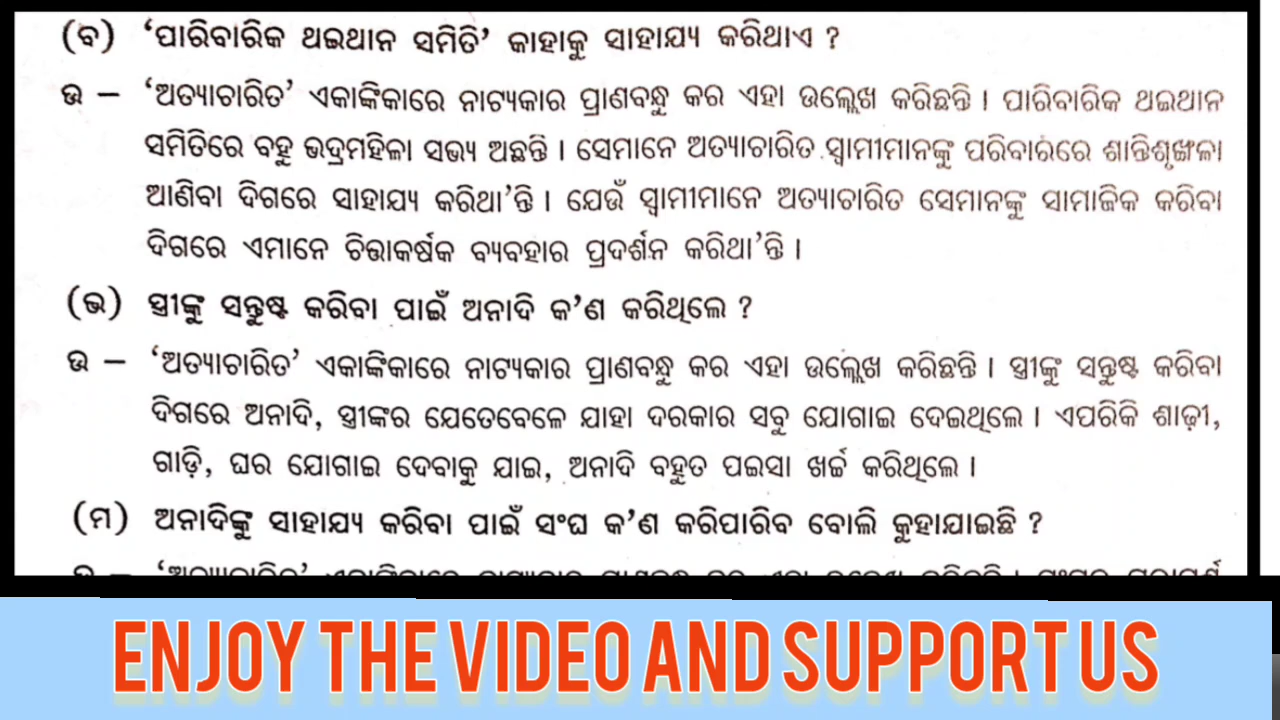 (ବ) ‘ପାରିବାରିକ ଥଇଥାନ ସମିତି’ କାହାକୁ ସାହାଯ୍ୟ କରିଥାଏ ?
ଉ – ‘ଅତ୍ୟାଚାରିତ’ ଏକାଙ୍କିକାରେ ନାଟ୍ୟକାର ପ୍ରାଣବନ୍ଧୁ କର ଏହା ଉଲ୍ଲେଖ କରିଛନ୍ତି । ପାରିବାରିକ ଥଇଥାନ
ସମିତିରେ ବହୁ ଭଦ୍ରମହିଳା ସଭ୍ୟ ଅଛନ୍ତି । ସେମାନେ ଅତ୍ୟାଚାରିତ ସ୍ୱାମୀମାନଙ୍କୁ ପରିବାରରେ ଶାନ୍ତିଶୃଙ୍ଖଳା
ଆଣିବା ଦିଗରେ ସାହାଯ୍ୟ କରିଥା’ନ୍ତି । ଯେଉଁ ସ୍ୱାମୀମାନେ ଅତ୍ୟାଚାରିତ ସେମାନଙ୍କୁ ସାମାଜିକ କରିବା
ଦିଗରେ ଏମାନେ ଚିତ୍ତାକର୍ଷକ ବ୍ୟବହାର ପ୍ରଦର୍ଶନ କରିଥା’ନ୍ତି ।
(ଭ) ସ୍ତ୍ରୀଙ୍କୁ ସନ୍ତୁଷ୍ଟ କରିବା ପାଇଁ ଅନାଦି କ’ଣ କରିଥିଲେ ?
ଉ – ‘ଅତ୍ୟାଚାରିତ’ ଏକାଙ୍କିକାରେ ନାଟ୍ୟକାର ପ୍ରାଣବନ୍ଧୁ କର ଏହା ଉଲ୍ଲେଖ କରିଛନ୍ତି । ସ୍ତ୍ରୀଙ୍କୁ ସନ୍ତୁଷ୍ଟ କରିବା
ଦିଗରେ ଅନାଦି, ସ୍ତ୍ରୀଙ୍କର ଯେତେବେଳେ ଯାହା ଦରକାର ସବୁ ଯୋଗାଇ ଦେଇଥିଲେ । ଏପରିକି ଶାଢ଼ୀ,
ଗାଡ଼ି, ଘର ଯୋଗାଇ ଦେବାକୁ ଯାଇ, ଅନାଦି ବହୁତ ପଇସା ଖର୍ଚ୍ଚ କରିଥିଲେ ।
(ମ) ଅନାଦିଙ୍କୁ ସାହାଯ୍ୟ କରିବା ପାଇଁ ସଂଘ କ’ଣ କରିପାରିବ ବୋଲି କୁହାଯାଇଛି ?
ENJOY THE VIDEO AND SUPPORT US